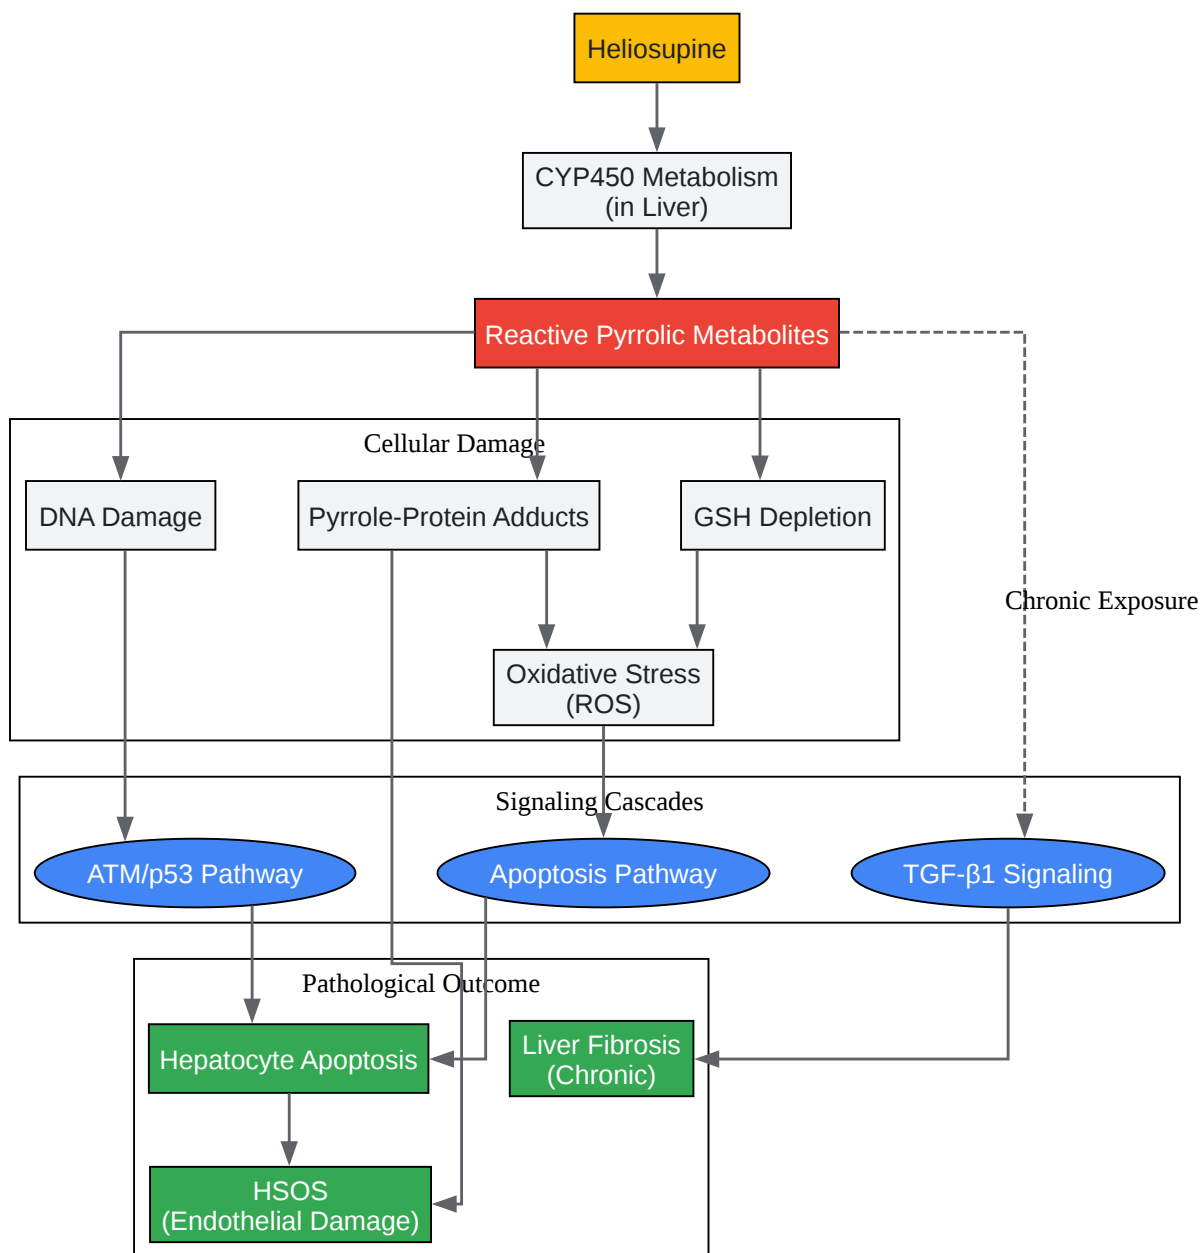 Heliosupine
CYP450 Metabolism
(in Liver)
Reactive Pyrrolic Metabolites
Cellular Damage
DNA Damage
Pyrrole-Protein Adducts
GSH Depletion
Chronic Exposure
Oxidative Stress
(ROS)
Signaling Cascades
ATM/p53 Pathway
Apoptosis Pathway
TGF-β1 Signaling
Pathological Outcome
Hepatocyte Apoptosis
Liver Fibrosis
(Chronic)
HSOS
(Endothelial Damage)